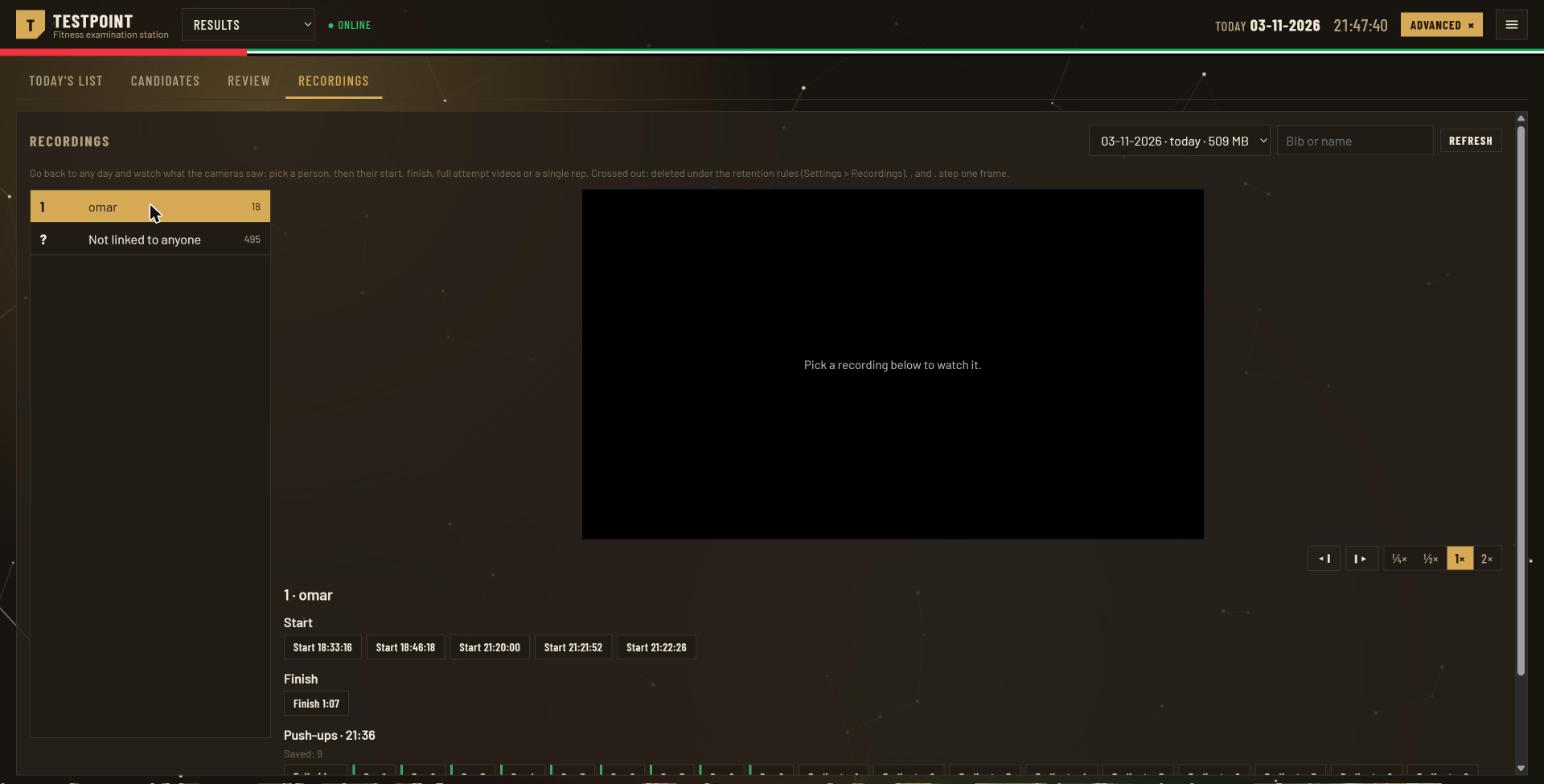 T TESTPOINT
Fitness examination station
RESULTS
ONLINE
TODAY 03-11-2026 21:47:40
ADVANCED ×
TODAY'S LIST CANDIDATES REVIEW RECORDINGS
RECORDINGS
03-11-2026 · today · 509 MB
Bib or name
REFRESH
Go back to any day and watch what the cameras saw: pick a person, then their start, finish, full attempt videos or a single rep. Crossed out: deleted under the retention rules (Settings > Recordings). , and . step one frame.
1 omar 18
? Not linked to anyone 495
Pick a recording below to watch it.
¼× ½× 1× 2×
1 · omar
Start
Start 18:33:16 Start 18:46:18 Start 21:20:00 Start 21:21:52 Start 21:22:26
Finish
Finish 1:07
Push-ups · 21:36
Saved: 9